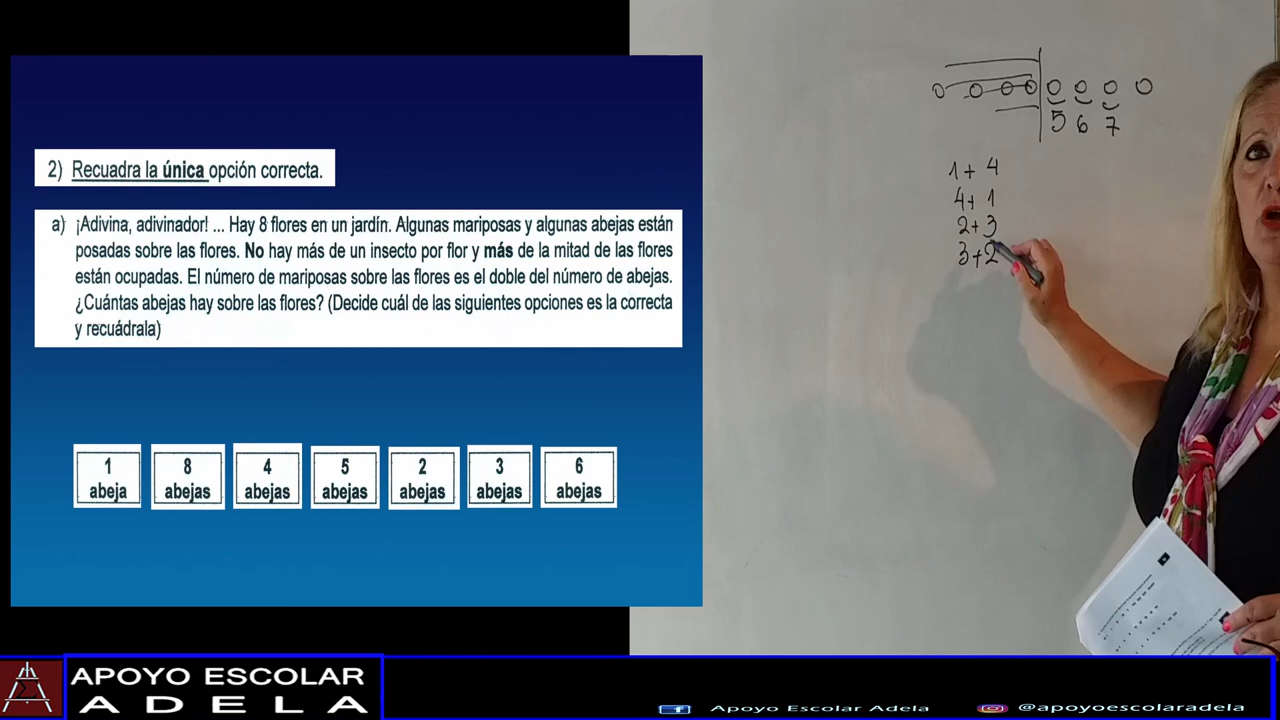 2) Recuadra la única opción correcta.
a) ¡Adivina, adivinador! ... Hay 8 flores en un jardín. Algunas mariposas y algunas abejas están
posadas sobre las flores. No hay más de un insecto por flor y más de la mitad de las flores
están ocupadas. El número de mariposas sobre las flores es el doble del número de abejas.
¿Cuántas abejas hay sobre las flores? (Decide cuál de las siguientes opciones es la correcta
y recuádrala)
1
abeja
8
abejas
4
abejas
5
abejas
2
abejas
3
abejas
6
abejas
5 6 7
1 + 4
4 + 1
2 + 3
3 + 2
APOYO ESCOLAR
ADELA
Apoyo Escolar Adela
@apoyoescolaradela